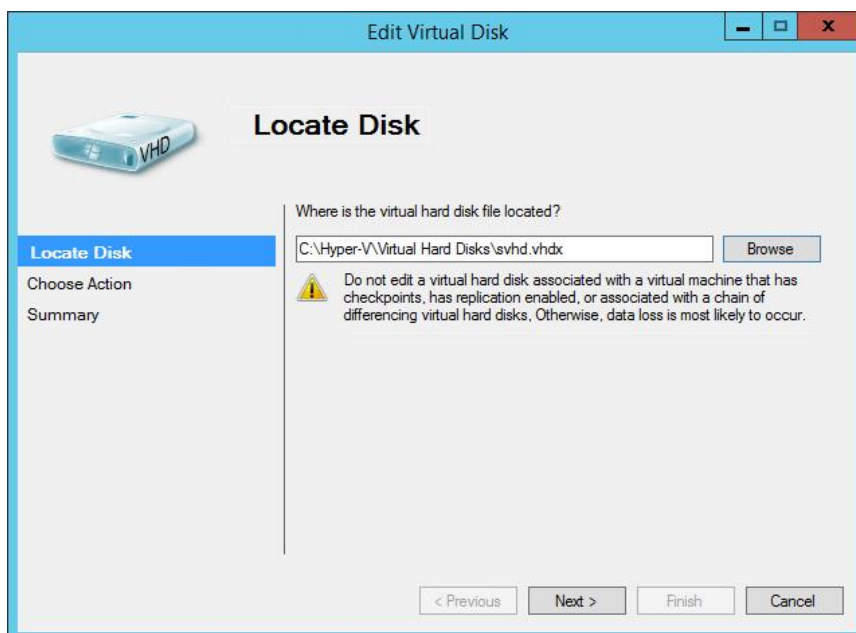 Edit Virtual Disk
VHD
Locate Disk
Where is the virtual hard disk file located?
Locate Disk
C:\Hyper-V\Virtual Hard Disks\svhd.vhdx
Browse
Choose Action
Do not edit a virtual hard disk associated with a virtual machine that has
checkpoints, has replication enabled, or associated with a chain of
differencing virtual hard disks, Otherwise, data loss is most likely to occur.
Summary
< Previous
Next >
Finish
Cancel